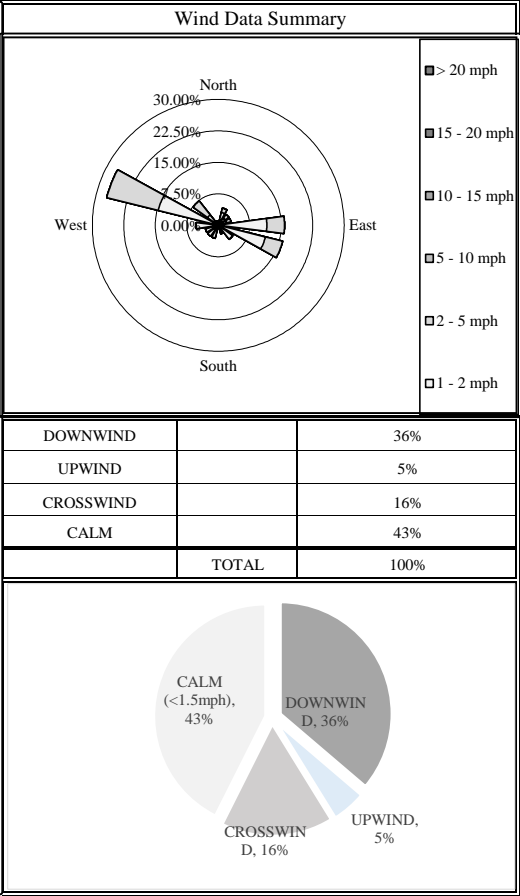 Wind Data Summary
North
30.00%
22.50%
15.00%
7.50%
0.00%
West
East
South
> 20 mph
15 - 20 mph
10 - 15 mph
5 - 10 mph
2 - 5 mph
1 - 2 mph
DOWNWIND 36%
UPWIND 5%
CROSSWIND 16%
CALM 43%
TOTAL 100%
CALM
(<1.5mph),
43%
DOWNWIN
D, 36%
UPWIND,
5%
CROSSWIN
D, 16%